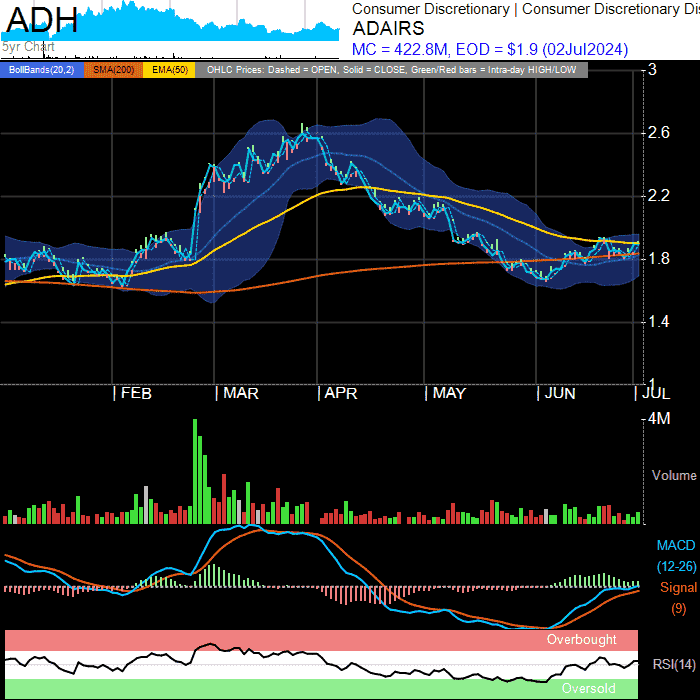 ADH
5yr Chart
Consumer Discretionary | Consumer Discretionary Dis
ADAIRS
MC = 422.8M, EOD = $1.9 (02Jul2024)
BollBands(20,2) SMA(200) EMA(50) OHLC Prices: Dashed = OPEN, Solid = CLOSE, Green/Red bars = Intra-day HIGH/LOW
3
2.6
2.2
1.8
1.4
1
| FEB | MAR | APR | MAY | JUN | JUL
4M
Volume
MACD
(12-26)
Signal
(9)
Overbought
RSI(14)
Oversold